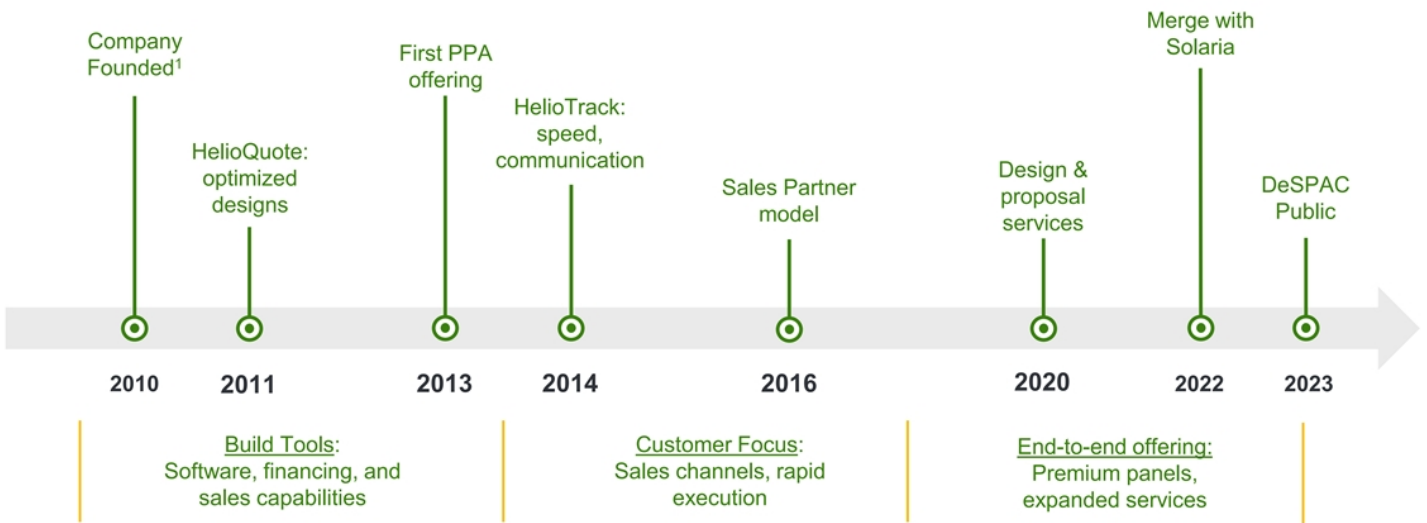 Company
Founded¹
HelioQuote:
optimized
designs
First PPA
offering
HelioTrack:
speed,
communication
Sales Partner
model
Design &
proposal
services
Merge with
Solaria
DeSPAC
Public
2010
2011
2013
2014
2016
2020
2022
2023
Build Tools:
Software, financing, and
sales capabilities
Customer Focus:
Sales channels, rapid
execution
End-to-end offering:
Premium panels,
expanded services